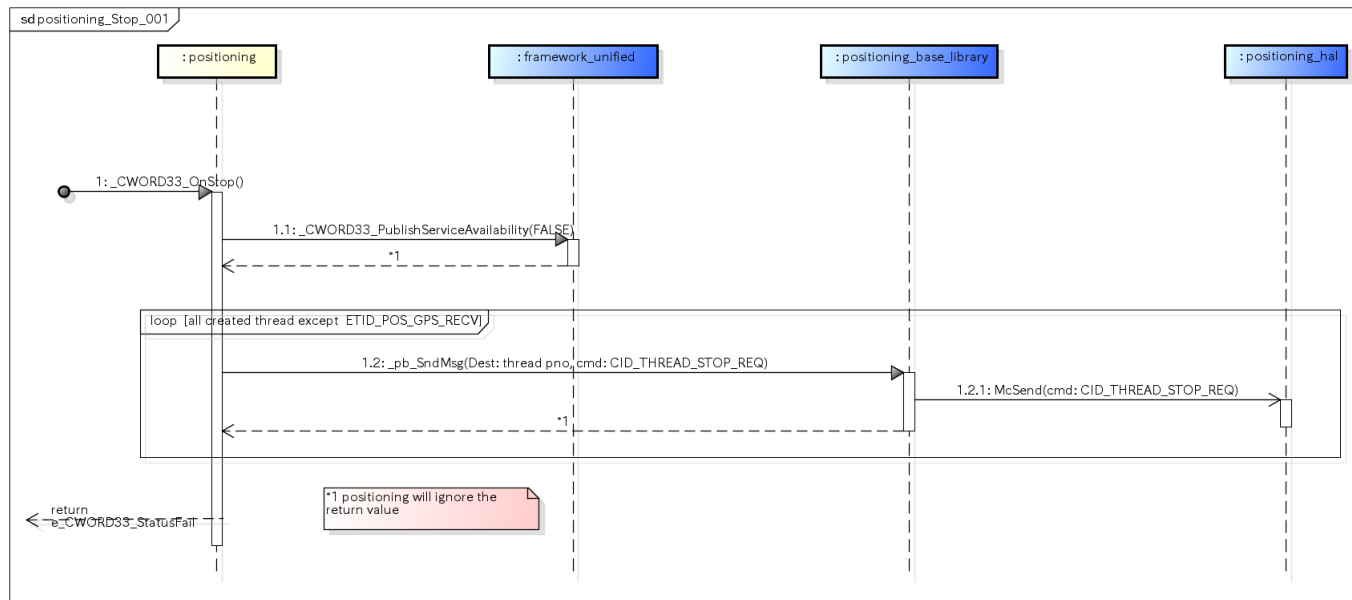 sd positioning_Stop_001
: positioning
: framework_unified
: positioning_base_library
: positioning_hal
1: _CWORD33_OnStop()
1.1: _CWORD33_PublishServiceAvailability(FALSE)
*1
loop [all created thread except ETID_POS_GPS_RECV]
1.2: _pb_SndMsg(Dest: thread pno, cmd: CID_THREAD_STOP_REQ)
1.2.1: McSend(cmd: CID_THREAD_STOP_REQ)
*1
*1 positioning will ignore the
return value
return
e_CWORD33_StatusFail